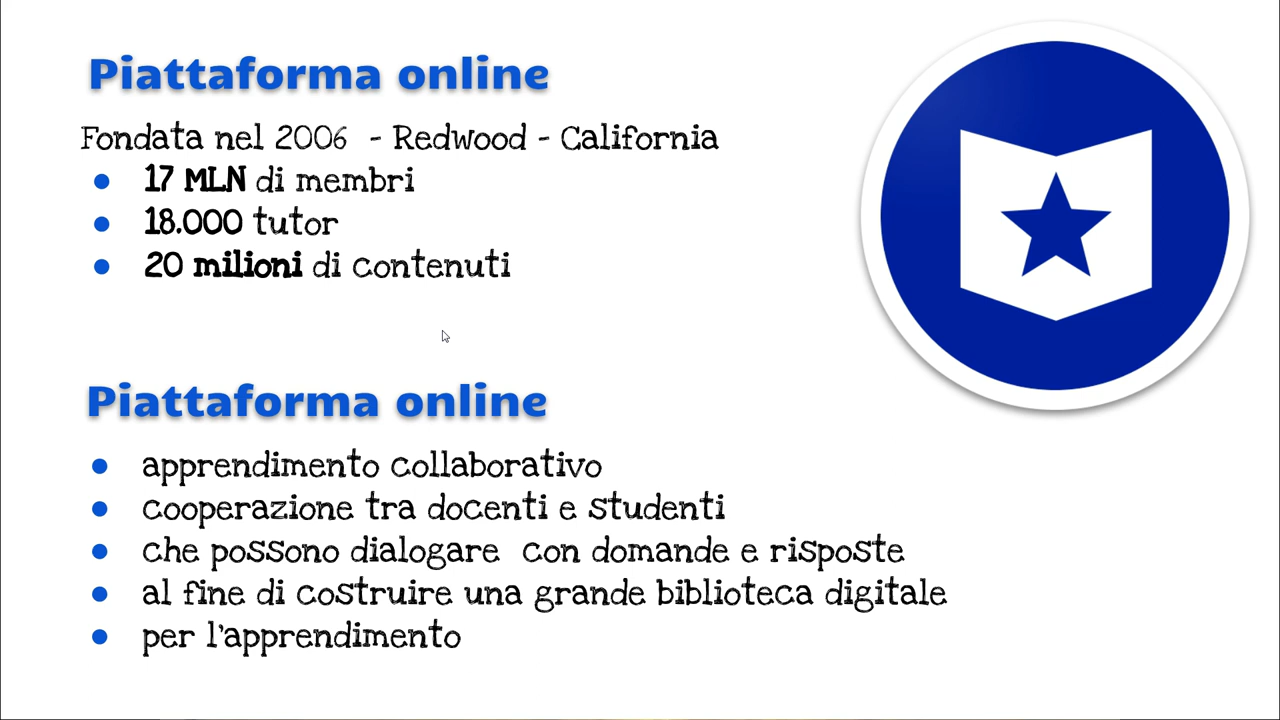 Piattaforma online
Fondata nel 2006 - Redwood - California
● 17 MLN di membri
● 18.000 tutor
● 20 milioni di contenuti
Piattaforma online
● apprendimento collaborativo
● cooperazione tra docenti e studenti
● che possono dialogare con domande e risposte
● al fine di costruire una grande biblioteca digitale
● per l'apprendimento